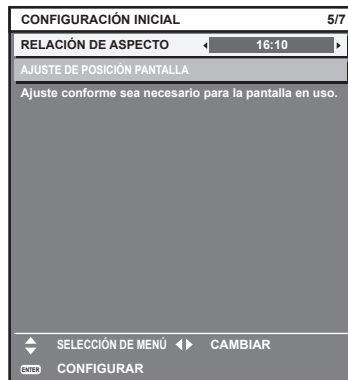 CONFIGURACIÓN INICIAL 5/7
RELACIÓN DE ASPECTO 16:10
AJUSTE DE POSICIÓN PANTALLA
Ajuste conforme sea necesario para la pantalla en uso.
SELECCIÓN DE MENÚ CAMBIAR
ENTER CONFIGURAR